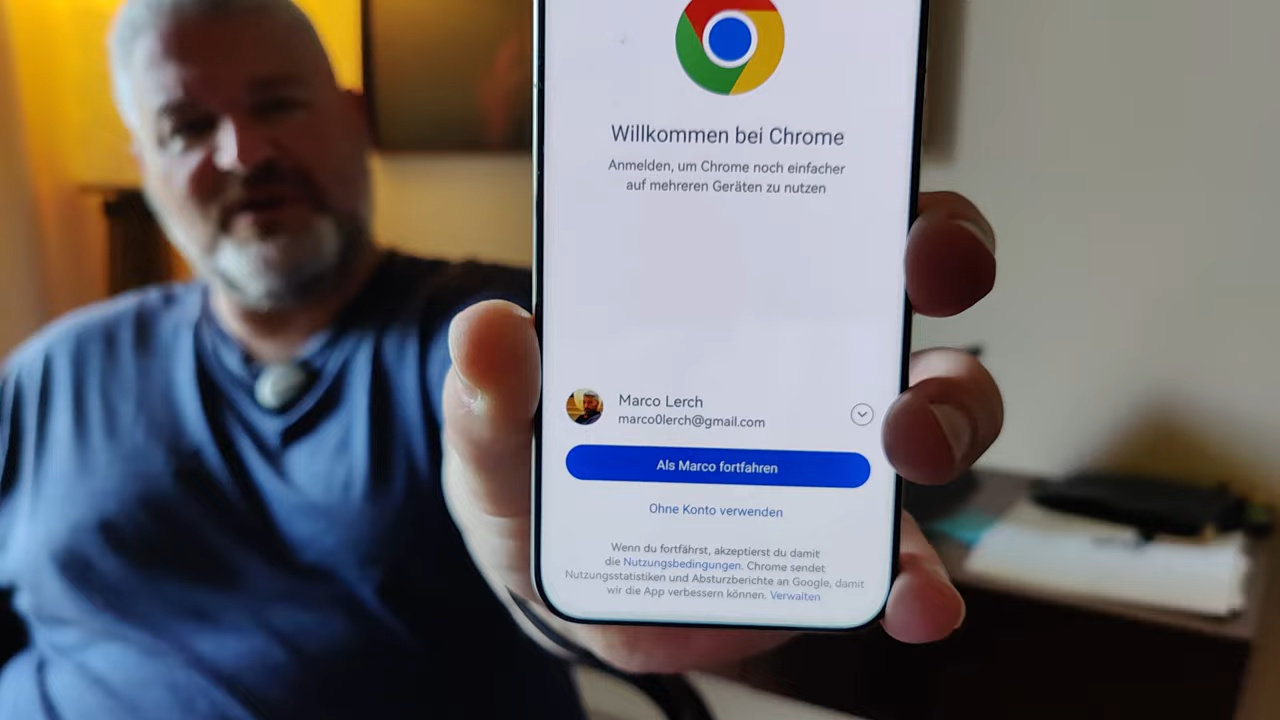 Willkommen bei Chrome
Anmelden, um Chrome noch einfacher
auf mehreren Geräten zu nutzen
Marco Lerch
marco0lerch@gmail.com
Als Marco fortfahren
Ohne Konto verwenden
Wenn du fortfährst, akzeptierst du damit
die Nutzungsbedingungen. Chrome sendet
Nutzungsstatistiken und Absturzberichte an Google, damit
wir die App verbessern können. Verwalten